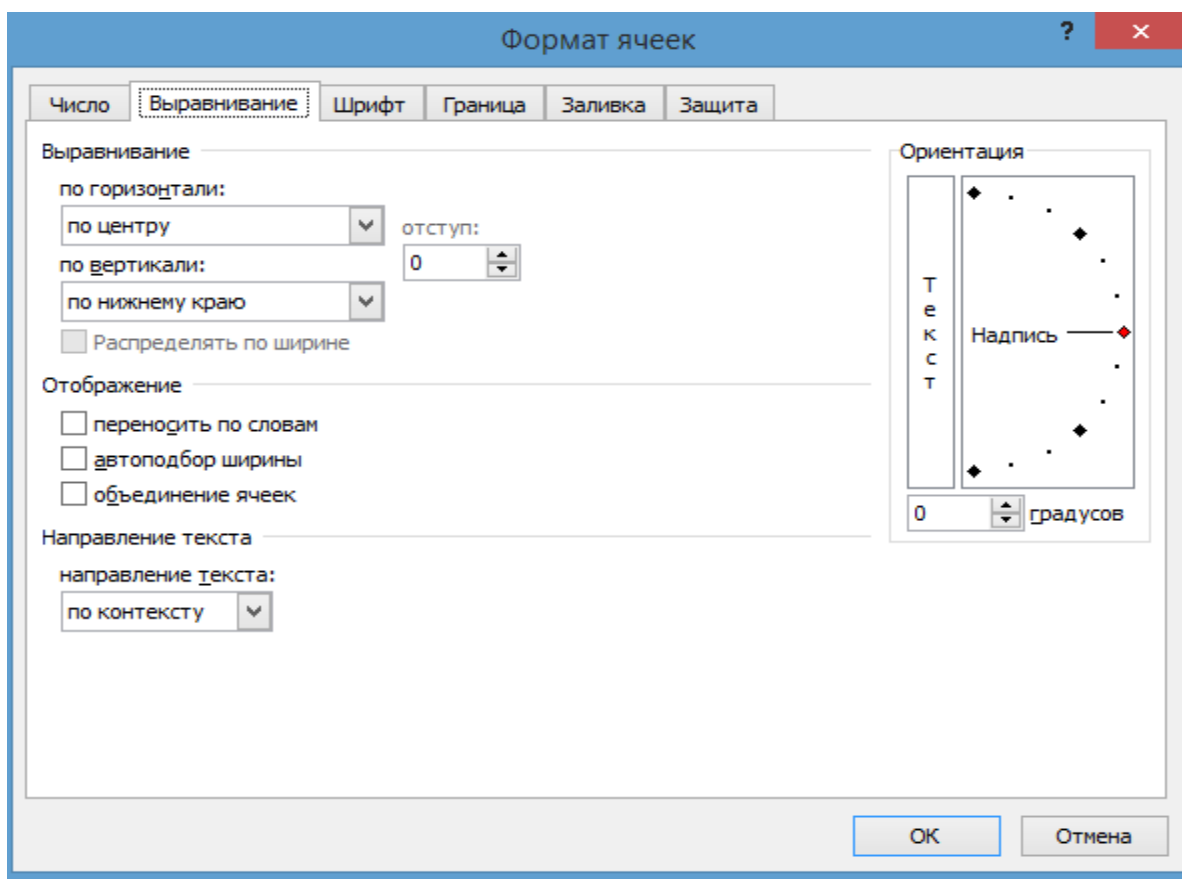 Формат ячеек
? ×
Число Выравнивание Шрифт Граница Заливка Защита
Выравнивание
по горизонтали:
по центру
отступ:
0
по вертикали:
по нижнему краю
Распределять по ширине
Отображение
переносить по словам
автоподбор ширины
объединение ячеек
Направление текста
направление текста:
по контексту
Ориентация
Текст
Надпись
0 градусов
ОК Отмена